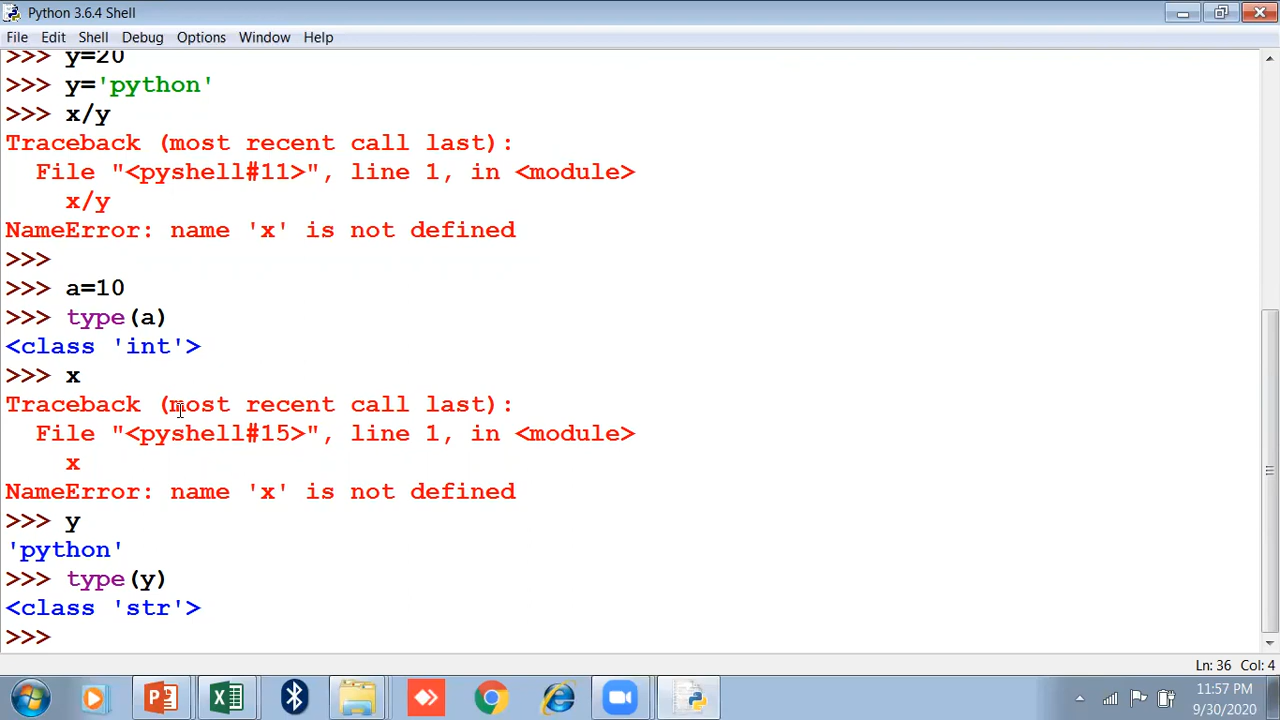 Python 3.6.4 Shell
File Edit Shell Debug Options Window Help
>>> y=20
>>> y='python'
>>> x/y
Traceback (most recent call last):
  File "<pyshell#11>", line 1, in <module>
    x/y
NameError: name 'x' is not defined
>>>
>>> a=10
>>> type(a)
<class 'int'>
>>> x
Traceback (most recent call last):
  File "<pyshell#15>", line 1, in <module>
    x
NameError: name 'x' is not defined
>>> y
'python'
>>> type(y)
<class 'str'>
>>>
Ln: 36 Col: 4
11:57 PM
9/30/2020